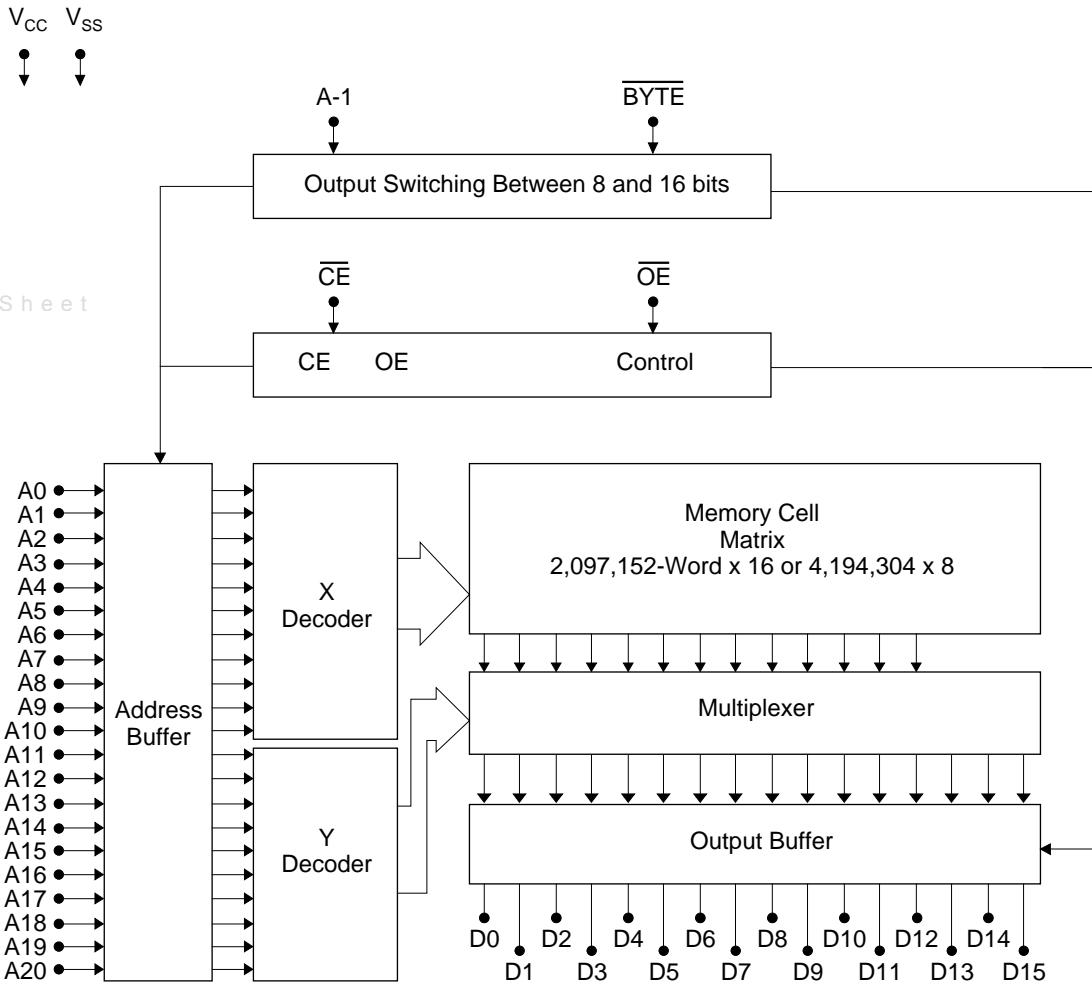 VCC VSS
A-1 BYTE
Output Switching Between 8 and 16 bits
CE OE
Sheet
CE OE Control
A0
A1
A2
A3
A4
A5
A6
A7
A8
A9
A10
A11
A12
A13
A14
A15
A16
A17
A18
A19
A20
Address
Buffer
X
Decoder
Y
Decoder
Memory Cell
Matrix
2,097,152-Word x 16 or 4,194,304 x 8
Multiplexer
Output Buffer
D0 D2 D4 D6 D8 D10 D12 D14
D1 D3 D5 D7 D9 D11 D13 D15